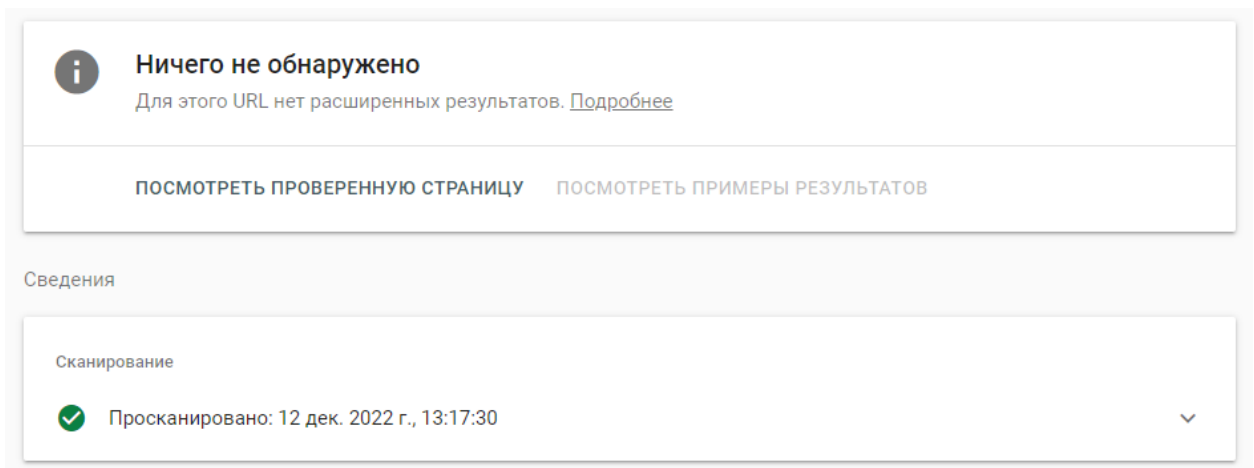 Ничего не обнаружено
Для этого URL нет расширенных результатов. Подробнее
ПОСМОТРЕТЬ ПРОВЕРЕННУЮ СТРАНИЦУ ПОСМОТРЕТЬ ПРИМЕРЫ РЕЗУЛЬТАТОВ
Сведения
Сканирование
Просканировано: 12 дек. 2022 г., 13:17:30